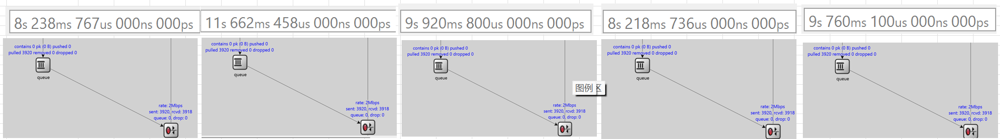 8s 238ms 767us 000ns 000ps
contains 0 pk (0 B) pushed 0
pulled 3920 removed 0 dropped 0
queue
rate: 2Mbps
sent: 3920, rcvd: 3918
queue: 0, drop: 0
11s 662ms 458us 000ns 000ps
contains 0 pk (0 B) pushed 0
pulled 3920 removed 0 dropped 0
queue
rate: 2Mbps
sent: 3920, rcvd: 3918
queue: 0, drop: 0
9s 920ms 800us 000ns 000ps
contains 0 pk (0 B) pushed 0
pulled 3920 removed 0 dropped 0
queue
图例区
rate: 2Mbps
sent: 3920, rcvd: 3918
queue: 0, drop: 0
8s 218ms 736us 000ns 000ps
contains 0 pk (0 B) pushed 0
pulled 3920 removed 0 dropped 0
queue
rate: 2Mbps
sent: 3920, rcvd: 3918
queue: 0, drop: 0
9s 760ms 100us 000ns 000ps
contains 0 pk (0 B) pushed 0
pulled 3920 removed 0 dropped 0
queue
rate: 2Mbps
sent: 3920, rcvd: 3918
queue: 0, drop: 0